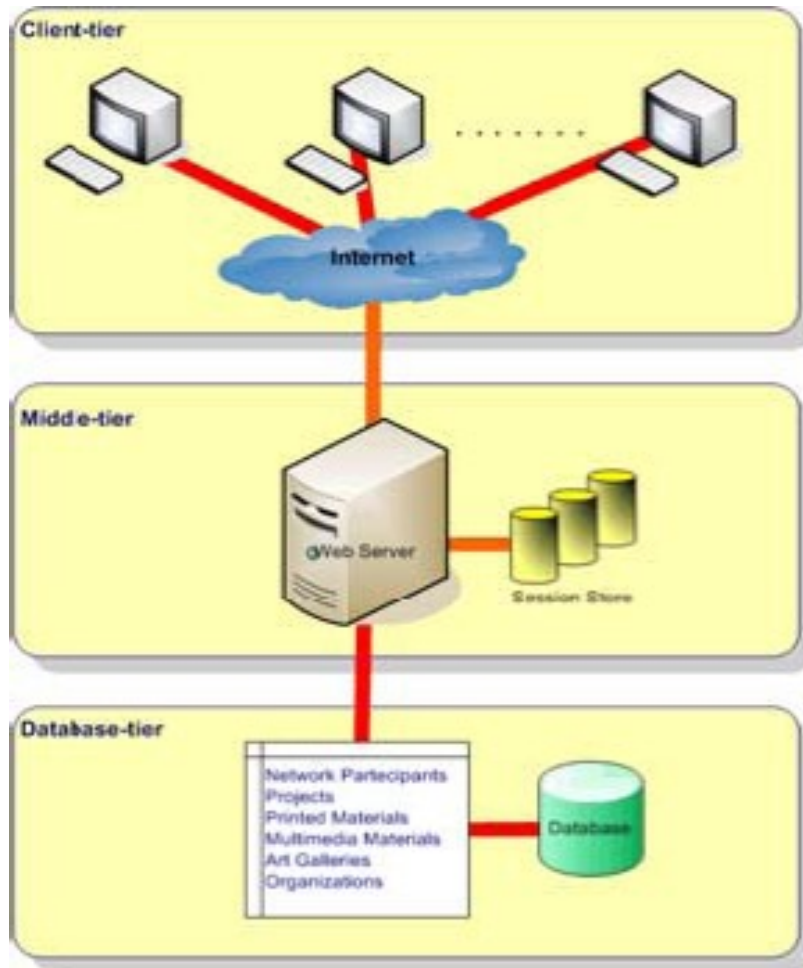 Client-tier
Internet
Middle-tier
Web Server
Session Store
Database-tier
Network Partecipants
Projects
Printed Materials
Multimedia Materials
Art Galleries
Organizations
Database